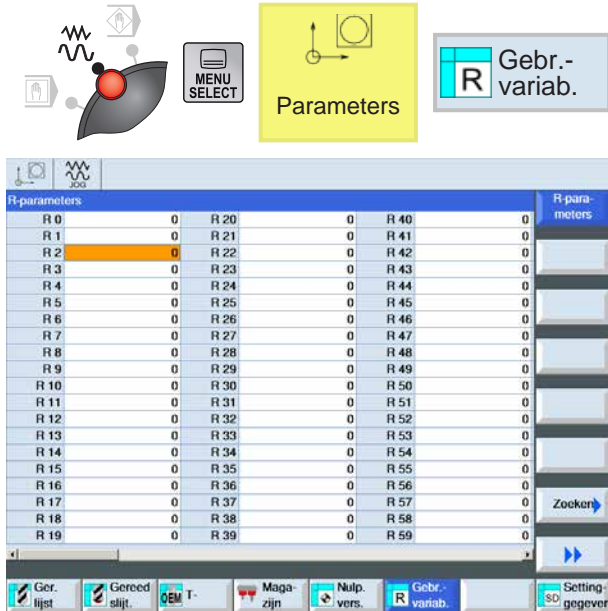 MENU
SELECT
Parameters
R
Gebr.-
variab.
JOG
R-parameters
R-para-
meters
R 0 0 R 20 0 R 40 0
R 1 0 R 21 0 R 41 0
R 2 0 R 22 0 R 42 0
R 3 0 R 23 0 R 43 0
R 4 0 R 24 0 R 44 0
R 5 0 R 25 0 R 45 0
R 6 0 R 26 0 R 46 0
R 7 0 R 27 0 R 47 0
R 8 0 R 28 0 R 48 0
R 9 0 R 29 0 R 49 0
R 10 0 R 30 0 R 50 0
R 11 0 R 31 0 R 51 0
R 12 0 R 32 0 R 52 0
R 13 0 R 33 0 R 53 0
R 14 0 R 34 0 R 54 0
R 15 0 R 35 0 R 55 0
R 16 0 R 36 0 R 56 0
R 17 0 R 37 0 R 57 0
R 18 0 R 38 0 R 58 0
R 19 0 R 39 0 R 59 0
Zoeken
Ger.
lijst
Gereed
slijt.
OEM T-
Maga-
zijn
Nulp.
vers.
R
Gebr.-
variab.
SD
Setting
gegeven